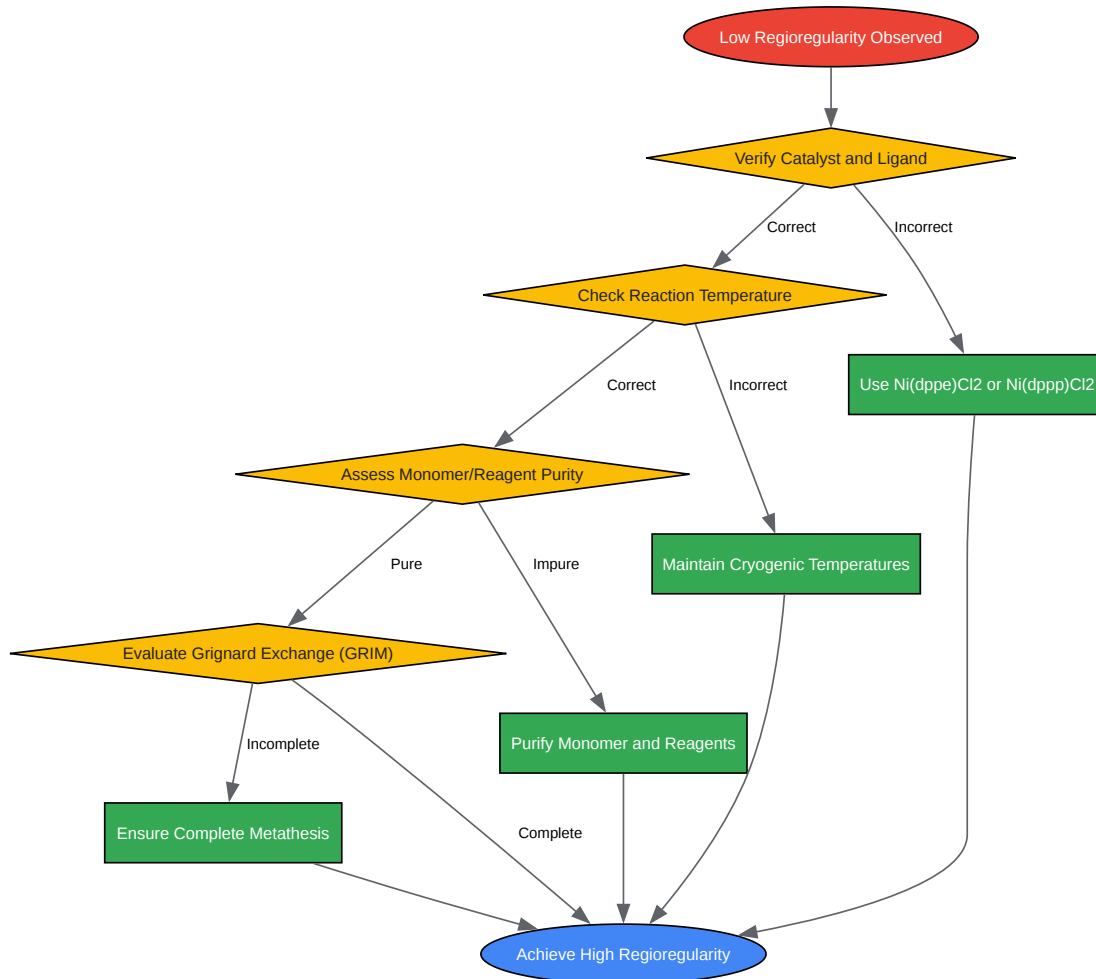 Low Regioregularity Observed
Verify Catalyst and Ligand
Correct
Incorrect
Check Reaction Temperature
Correct
Incorrect
Use Ni(dppe)Cl2 or Ni(dppp)Cl2
Assess Monomer/Reagent Purity
Pure
Impure
Maintain Cryogenic Temperatures
Evaluate Grignard Exchange (GRIM)
Incomplete
Purify Monomer and Reagents
Ensure Complete Metathesis
Complete
Achieve High Regioregularity